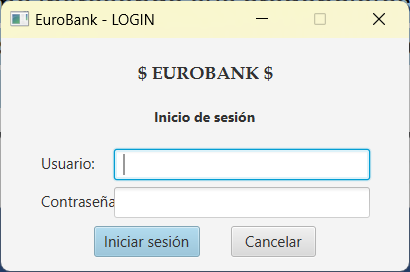 EuroBank - LOGIN
$ EUROBANK $
Inicio de sesión
Usuario:
Contraseña
Iniciar sesión Cancelar